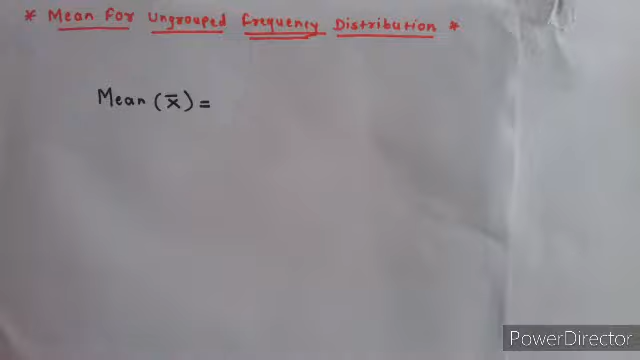 * Mean For Ungrouped Frequency Distribution *
Mean (x̅) =
PowerDirector